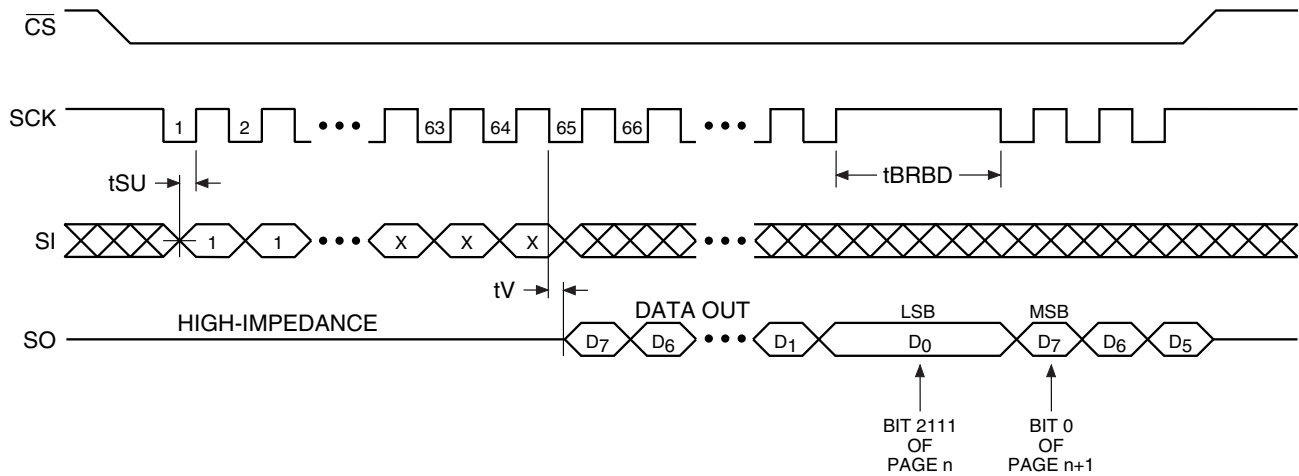 CS
SCK 1 2 ••• 63 64 65 66 •••
tSU tBRBD
SI 1 1 ••• X X X •••
tV
HIGH-IMPEDANCE DATA OUT LSB MSB
SO D7 D6 ••• D1 D0 D7 D6 D5
BIT 2111 BIT 0
OF OF
PAGE n PAGE n+1